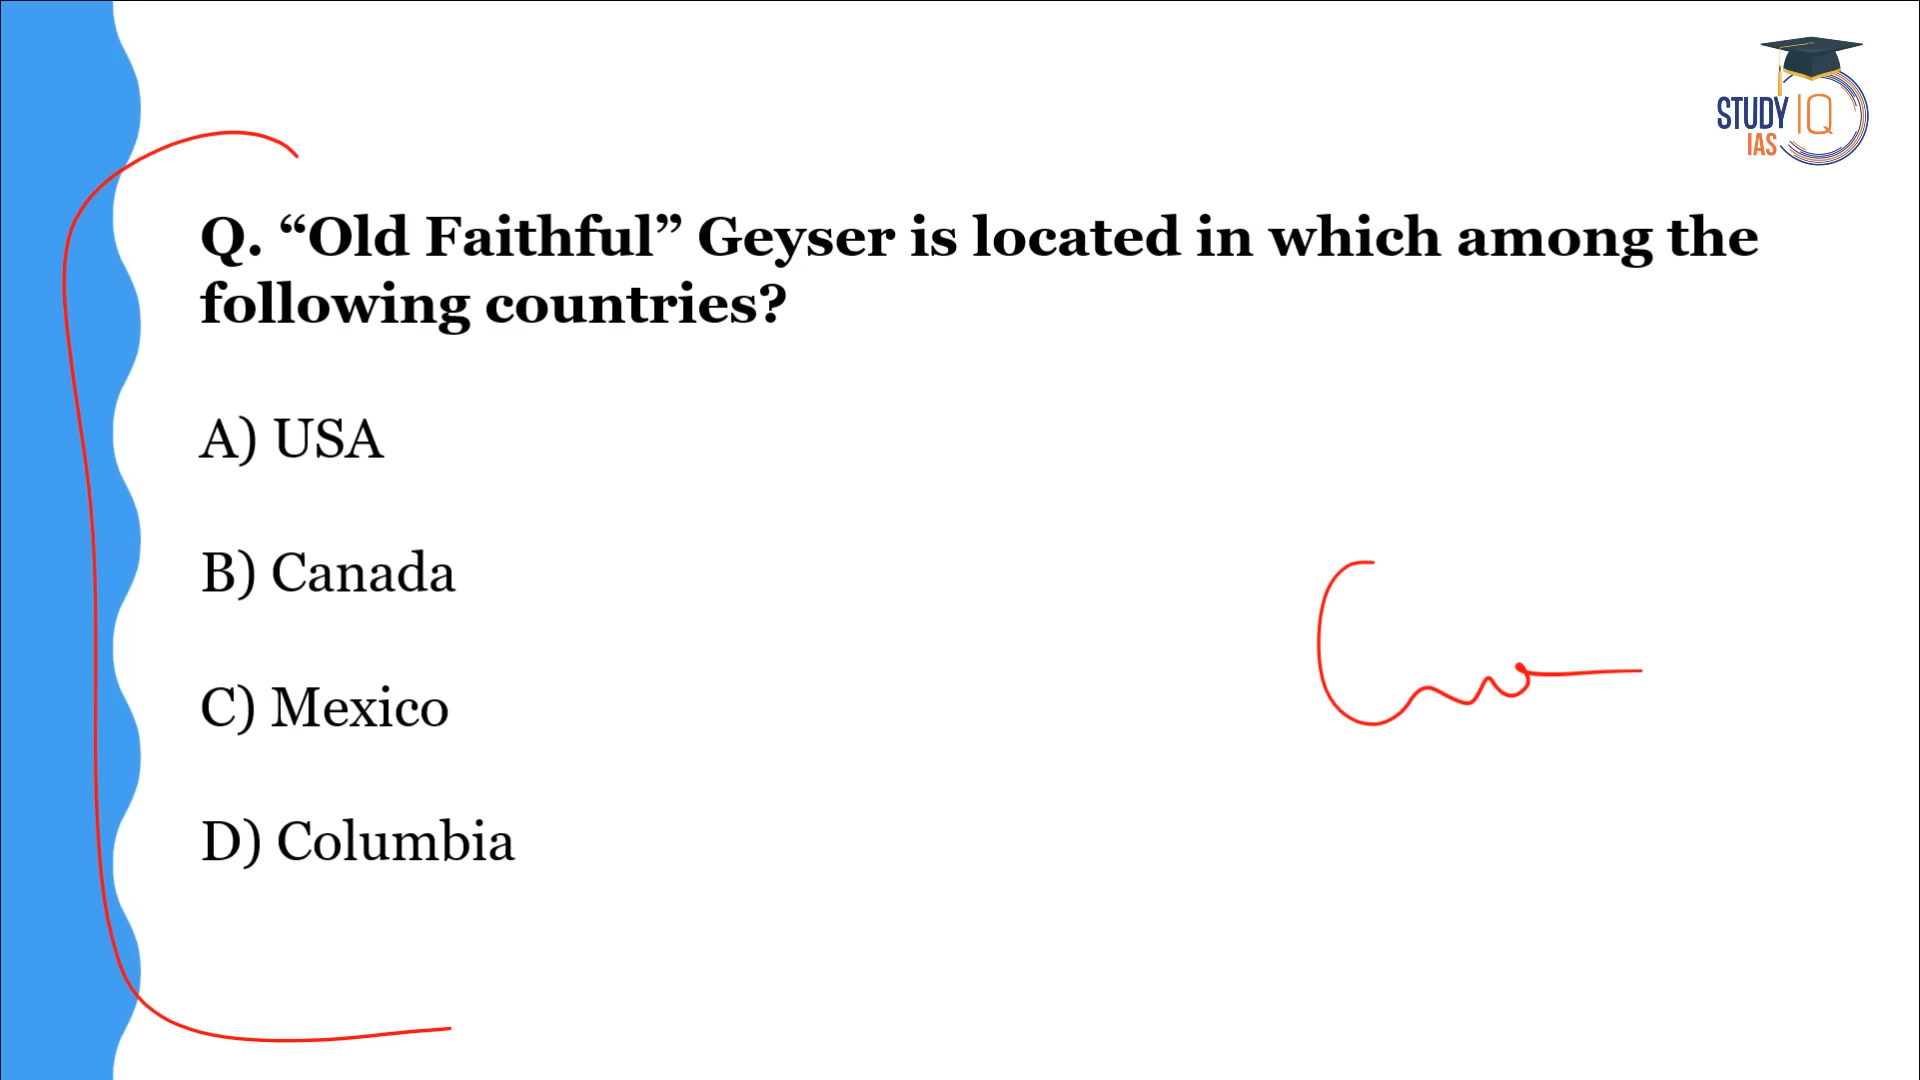 STUDY IQ
IAS
Q. “Old Faithful” Geyser is located in which among the
following countries?
A) USA
B) Canada
C) Mexico
D) Columbia